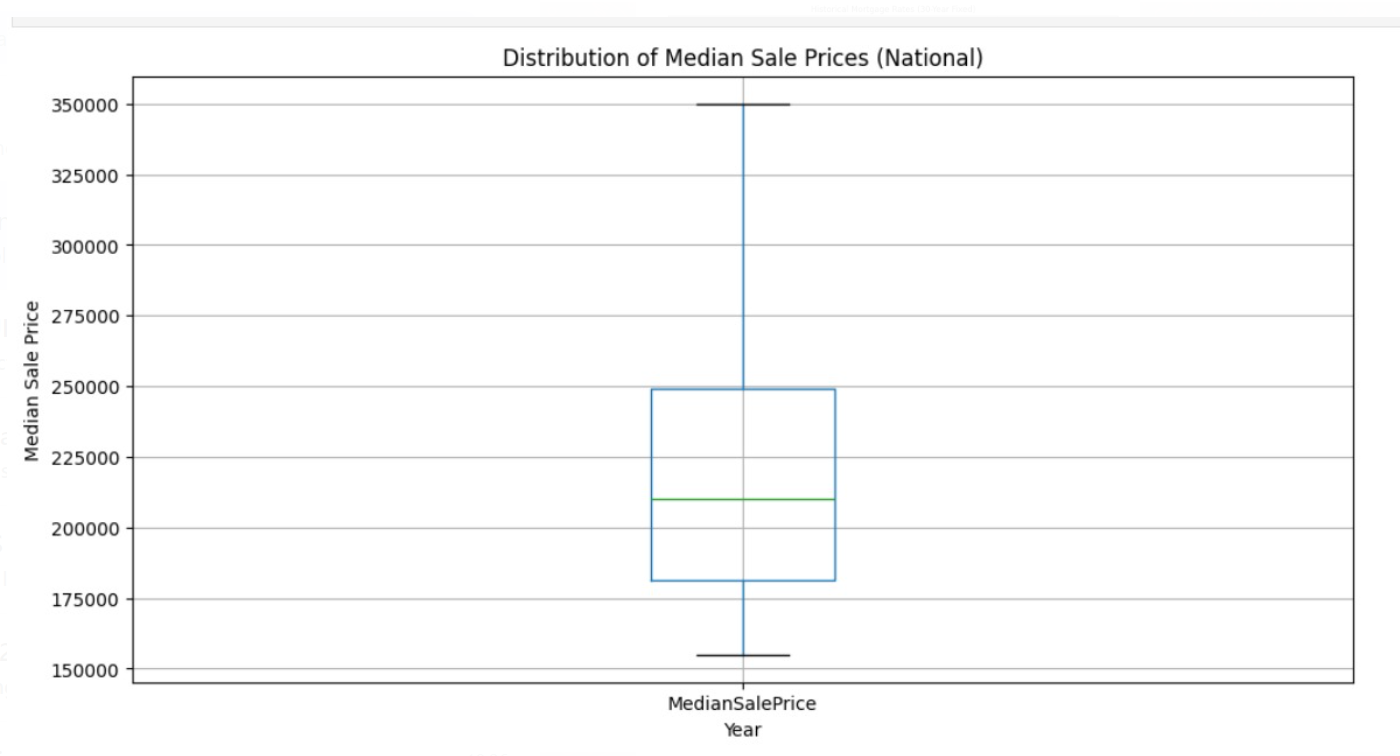 Distribution of Median Sale Prices (National)
350000
325000
300000
275000
250000
225000
200000
175000
150000
Median Sale Price
MedianSalePrice
Year